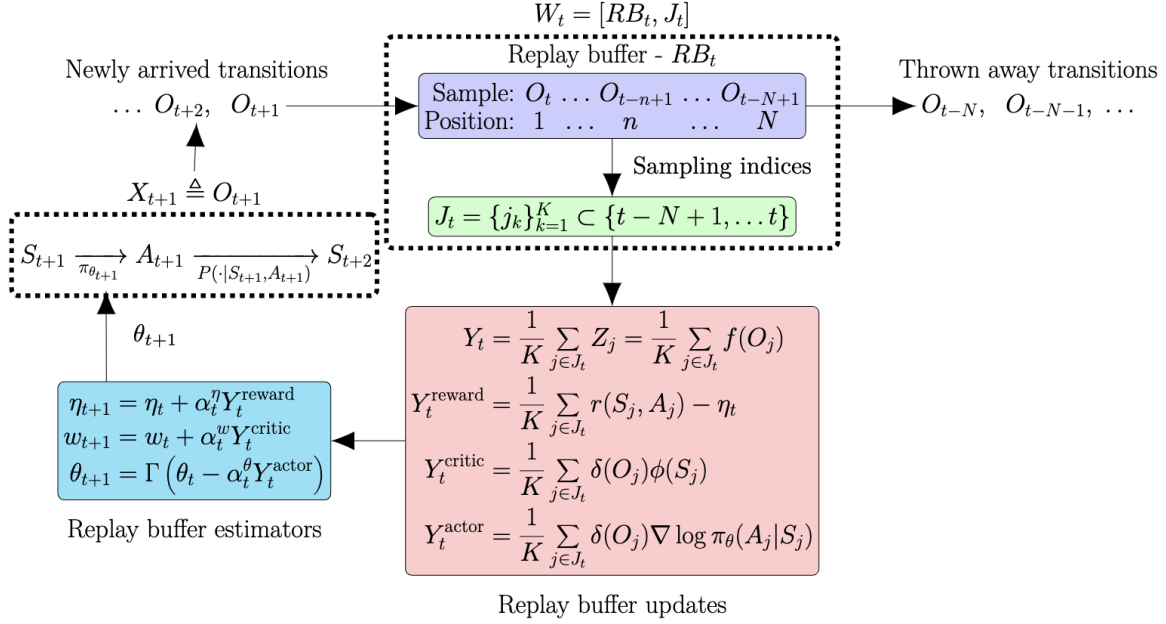 W_t = [RB_t, J_t]
Replay buffer - RB_t
Newly arrived transitions
… O_{t+2}, O_{t+1}
Sample: O_t … O_{t−n+1} … O_{t−N+1}
Position: 1 … n … N
Thrown away transitions
O_{t−N}, O_{t−N−1}, …
Sampling indices
X_{t+1} ≜ O_{t+1}
J_t = {j_k}_{k=1}^K ⊂ {t − N + 1, … t}
S_{t+1} →_{π_{θ_{t+1}}} A_{t+1} →_{P(·|S_{t+1},A_{t+1})} S_{t+2}
θ_{t+1}
Y_t = \frac{1}{K} ∑_{j∈J_t} Z_j = \frac{1}{K} ∑_{j∈J_t} f(O_j)
Y_t^{reward} = \frac{1}{K} ∑_{j∈J_t} r(S_j, A_j) − η_t
Y_t^{critic} = \frac{1}{K} ∑_{j∈J_t} δ(O_j)φ(S_j)
Y_t^{actor} = \frac{1}{K} ∑_{j∈J_t} δ(O_j)∇ log π_θ(A_j|S_j)
Replay buffer updates
η_{t+1} = η_t + α_t^η Y_t^{reward}
w_{t+1} = w_t + α_t^w Y_t^{critic}
θ_{t+1} = Γ(θ_t − α_t^θ Y_t^{actor})
Replay buffer estimators